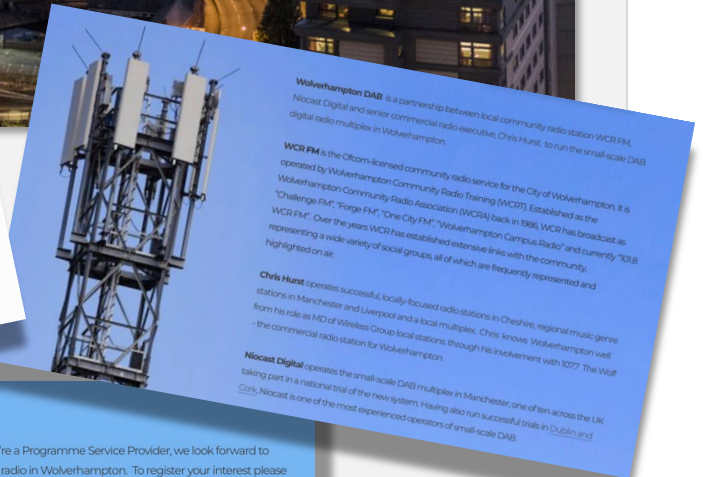 Wolverhampton DAB is a partnership between local community radio station WCR FM,
Niocast Digital and senior commercial radio executive, Chris Hurst, to run the small-scale DAB
digital radio multiplex in Wolverhampton.
WCR FM is the Ofcom-licensed community radio service for the City of Wolverhampton, it is
operated by Wolverhampton Community Radio Training (WCRT). Established as the
Wolverhampton Community Radio Association (WCRA) back in 1986, WCR has broadcast as
"Challenge FM", "Forge FM", "One City FM", "Wolverhampton Campus Radio" and currently "101.8
WCR FM". Over the years WCR has established extensive links with the community,
representing a wide variety of social groups, all of which are frequently represented and
highlighted on air.
Chris Hurst operates successful, locally-focused radio stations in Cheshire, regional music genre
stations in Manchester and Liverpool and a local multiplex. Chris knows Wolverhampton well
from his role as MD of Wireless Group local stations, through his involvement with 107.7 The Wolf
- the commercial radio station for Wolverhampton.
Niocast Digital operates the small-scale DAB multiplex in Manchester, one of ten across the UK
taking part in a national trial of the new system. Having also run successful trials in Dublin and
Cork, Niocast is one of the most experienced operators of small-scale DAB.
're a Programme Service Provider, we look forward to
radio in Wolverhampton. To register your interest please